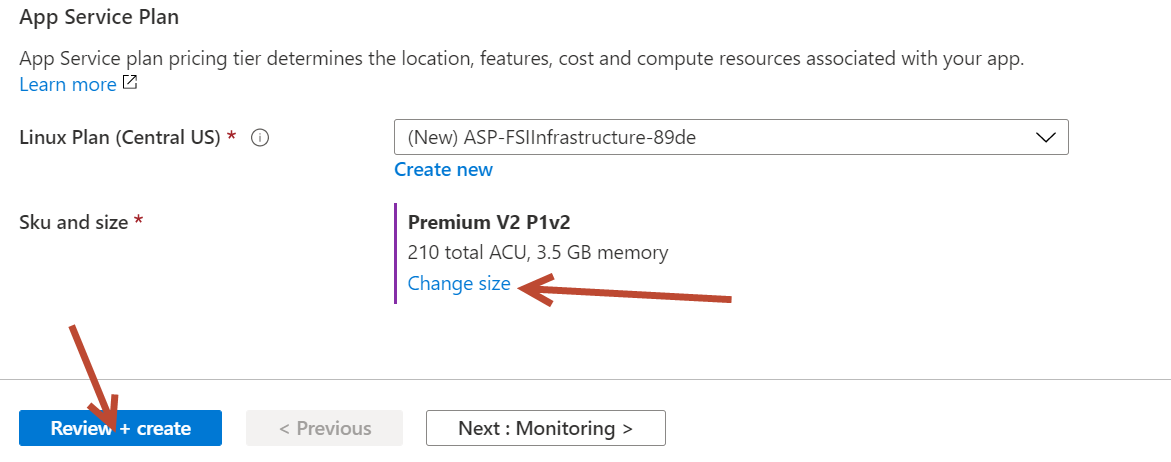 App Service Plan
App Service plan pricing tier determines the location, features, cost and compute resources associated with your app.
Learn more
Linux Plan (Central US) *
(New) ASP-FSIInfrastructure-89de
Create new
Sku and size *
Premium V2 P1v2
210 total ACU, 3.5 GB memory
Change size
Review + create
< Previous
Next : Monitoring >